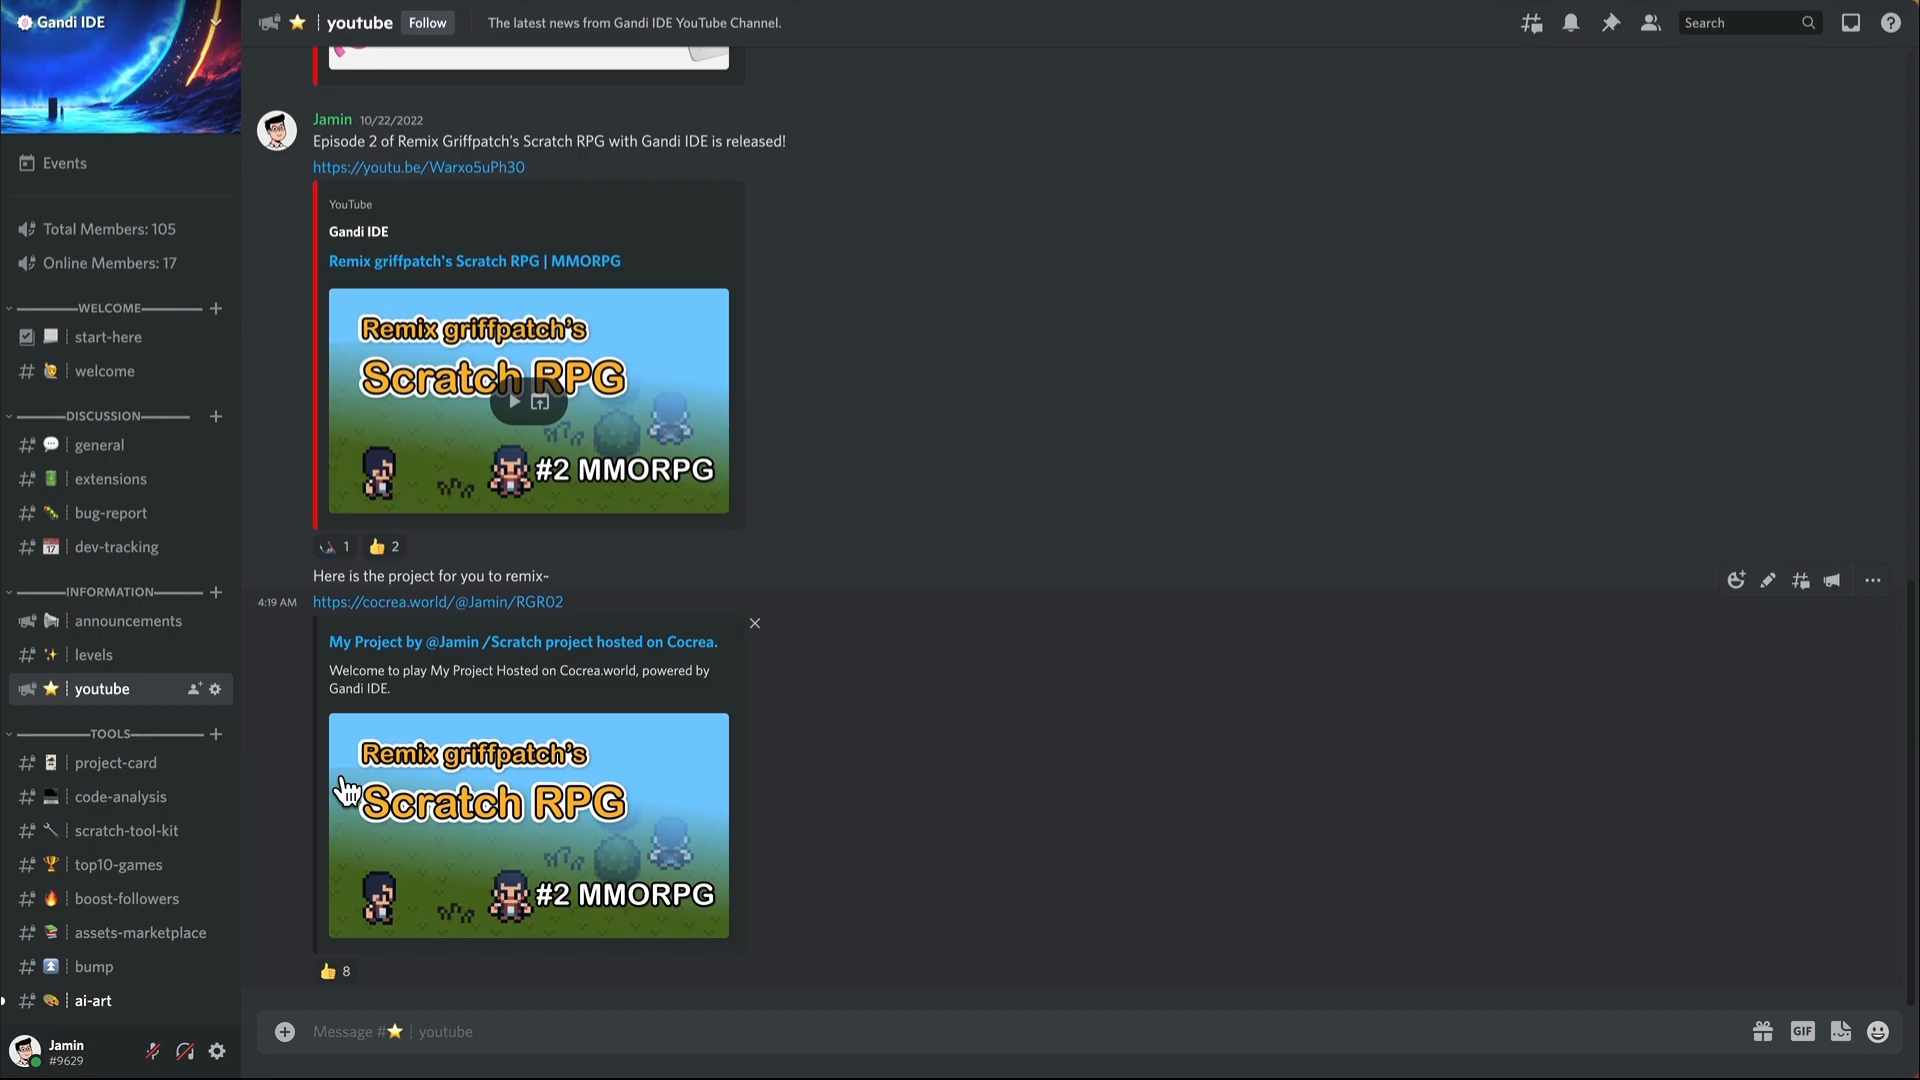 Gandi IDE
Events
Total Members: 105
Online Members: 17
WELCOME
start-here
welcome
DISCUSSION
general
extensions
bug-report
17
dev-tracking
INFORMATION
announcements
levels
youtube
TOOLS
project-card
code-analysis
scratch-tool-kit
top10-games
boost-followers
assets-marketplace
bump
ai-art
Jamin
#9629
youtube
Follow
The latest news from Gandi IDE YouTube Channel.
Search
Jamin 10/22/2022
Episode 2 of Remix Griffpatch's Scratch RPG with Gandi IDE is released!
https://youtu.be/Warxo5uPh30
YouTube
Gandi IDE
Remix griffpatch's Scratch RPG | MMORPG
Remix griffpatch's
Scratch RPG
#2 MMORPG
1
2
Here is the project for you to remix~
4:19 AM https://cocrea.world/@Jamin/RGR02
My Project by @Jamin /Scratch project hosted on Cocrea.
Welcome to play My Project Hosted on Cocrea.world, powered by
Gandi IDE.
Remix griffpatch's
Scratch RPG
#2 MMORPG
8
Message #⭐ | youtube
GIF